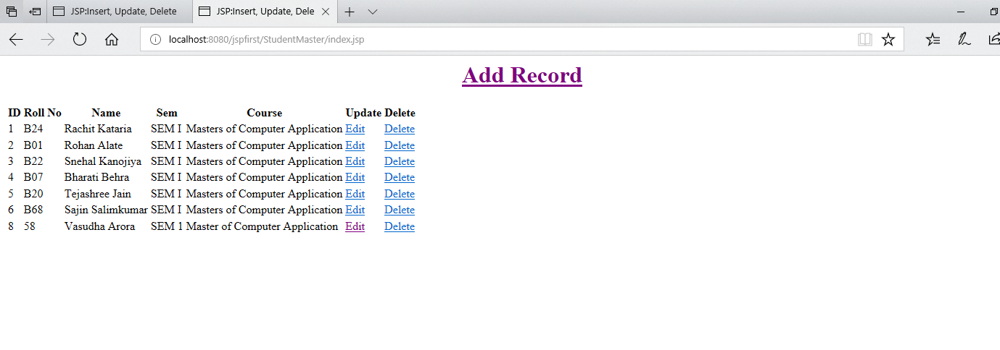 JSP:Insert, Update, Delete JSP:Insert, Update, Dele
localhost:8080/jspfirst/StudentMaster/index.jsp
Add Record
ID Roll No Name Sem Course Update Delete
1 B24 Rachit Kataria SEM I Masters of Computer Application Edit Delete
2 B01 Rohan Alate SEM I Masters of Computer Application Edit Delete
3 B22 Snehal Kanojiya SEM I Masters of Computer Application Edit Delete
4 B07 Bharati Behra SEM I Masters of Computer Application Edit Delete
5 B20 Tejashree Jain SEM I Masters of Computer Application Edit Delete
6 B68 Sajin Salimkumar SEM I Masters of Computer Application Edit Delete
8 58 Vasudha Arora SEM 1 Master of Computer Application Edit Delete